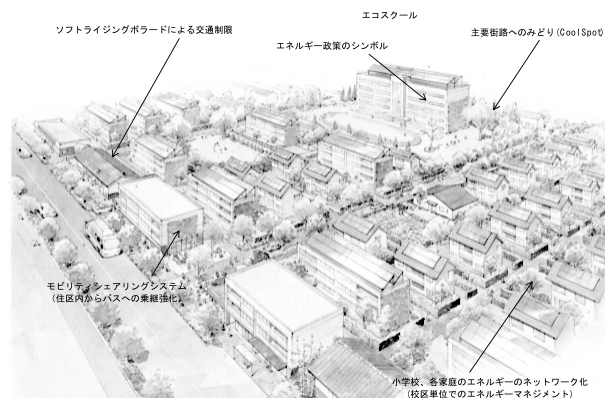 エコスクール
ソフトライジングボラードによる交通制限
主要街路へのみどり(CoolSpot)
エネルギー政策のシンボル
モビリティシェアリングシステム
(住区内からバスへの乗継強化)
小学校、各家庭のエネルギーのネットワーク化
(校区単位でのエネルギーマネジメント)